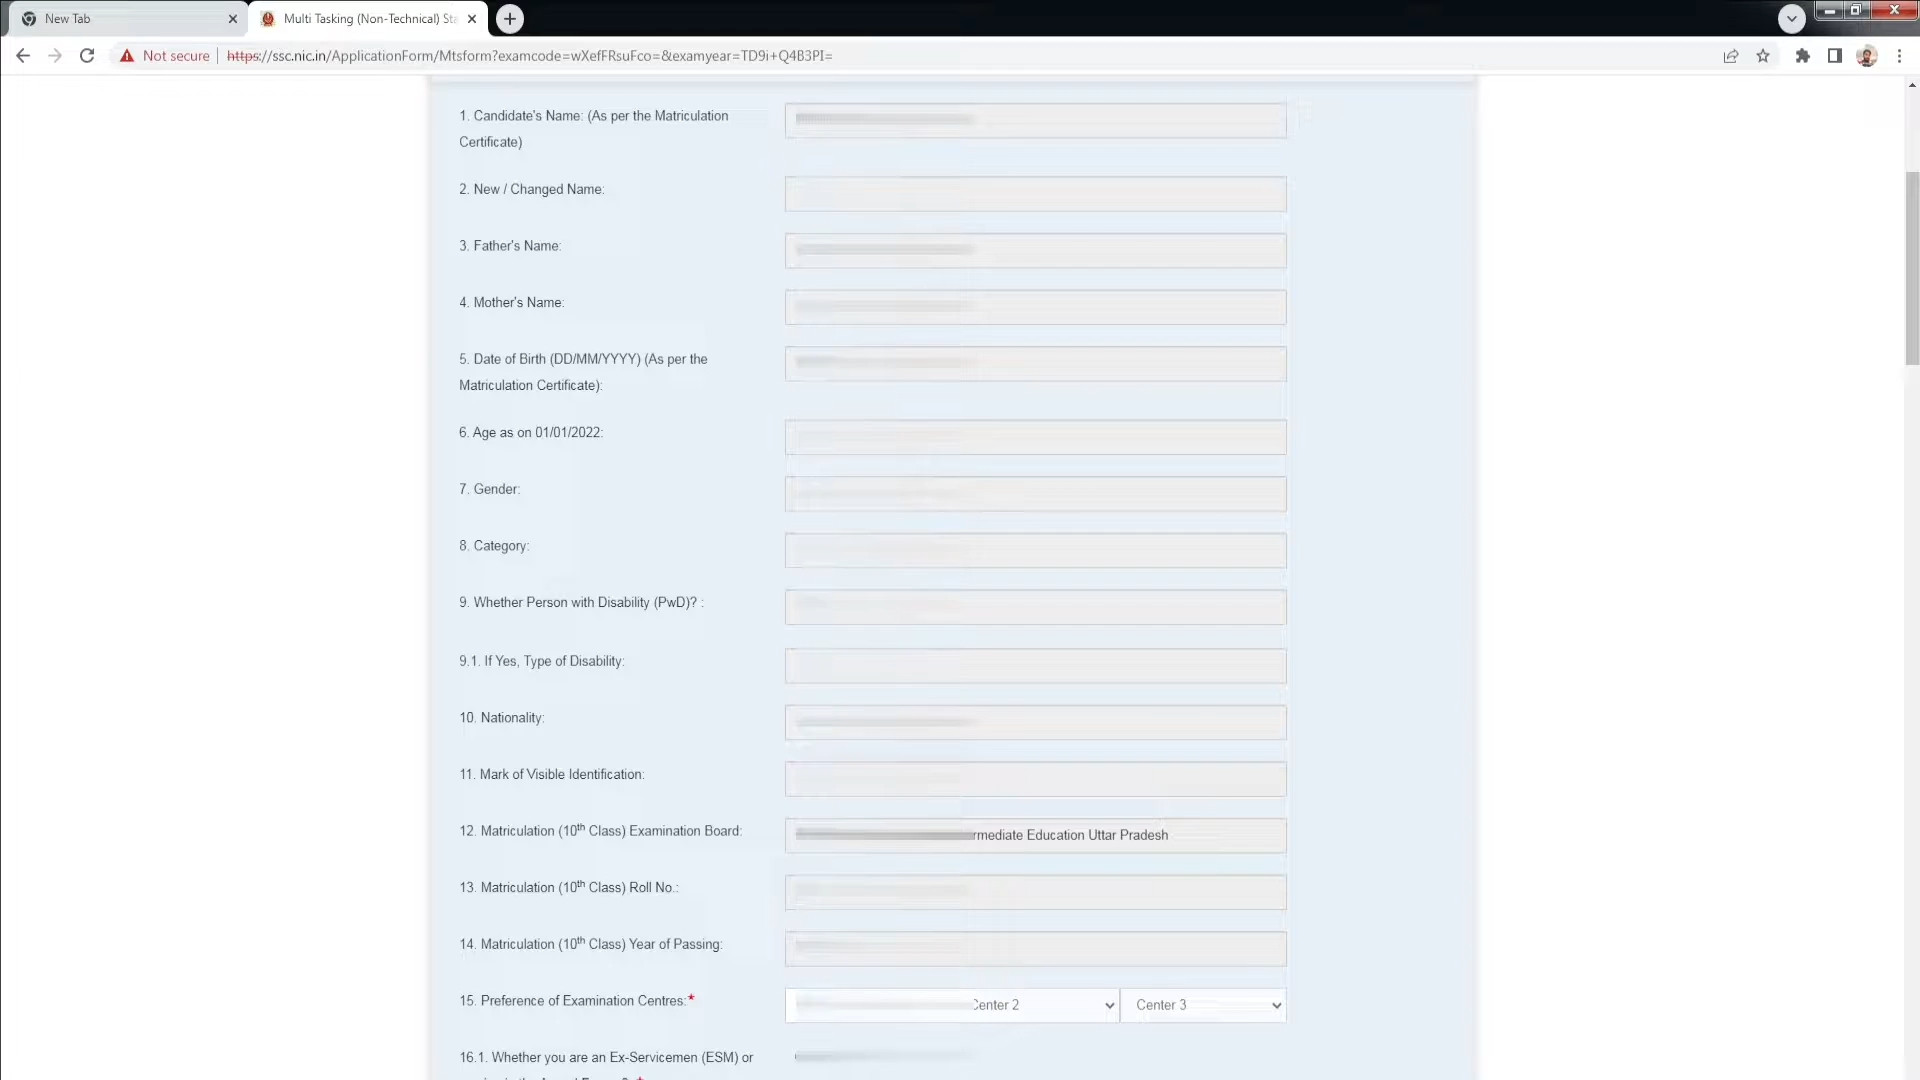 New Tab
Multi Tasking (Non-Technical) Sta
Not secure
https://ssc.nic.in/ApplicationForm/Mtsform?examcode=wXefFRsuFco=&examyear=TD9i+Q4B3PI=
1. Candidate's Name: (As per the Matriculation
Certificate)
2. New / Changed Name:
3. Father's Name:
4. Mother's Name:
5. Date of Birth (DD/MM/YYYY) (As per the
Matriculation Certificate):
6. Age as on 01/01/2022:
7. Gender:
8. Category:
9. Whether Person with Disability (PwD)? :
9.1. If Yes, Type of Disability:
10. Nationality:
11. Mark of Visible Identification:
12. Matriculation (10th Class) Examination Board:
rmediate Education Uttar Pradesh
13. Matriculation (10th Class) Roll No.:
14. Matriculation (10th Class) Year of Passing:
15. Preference of Examination Centres:*
Center 2
Center 3
16.1. Whether you are an Ex-Servicemen (ESM) or